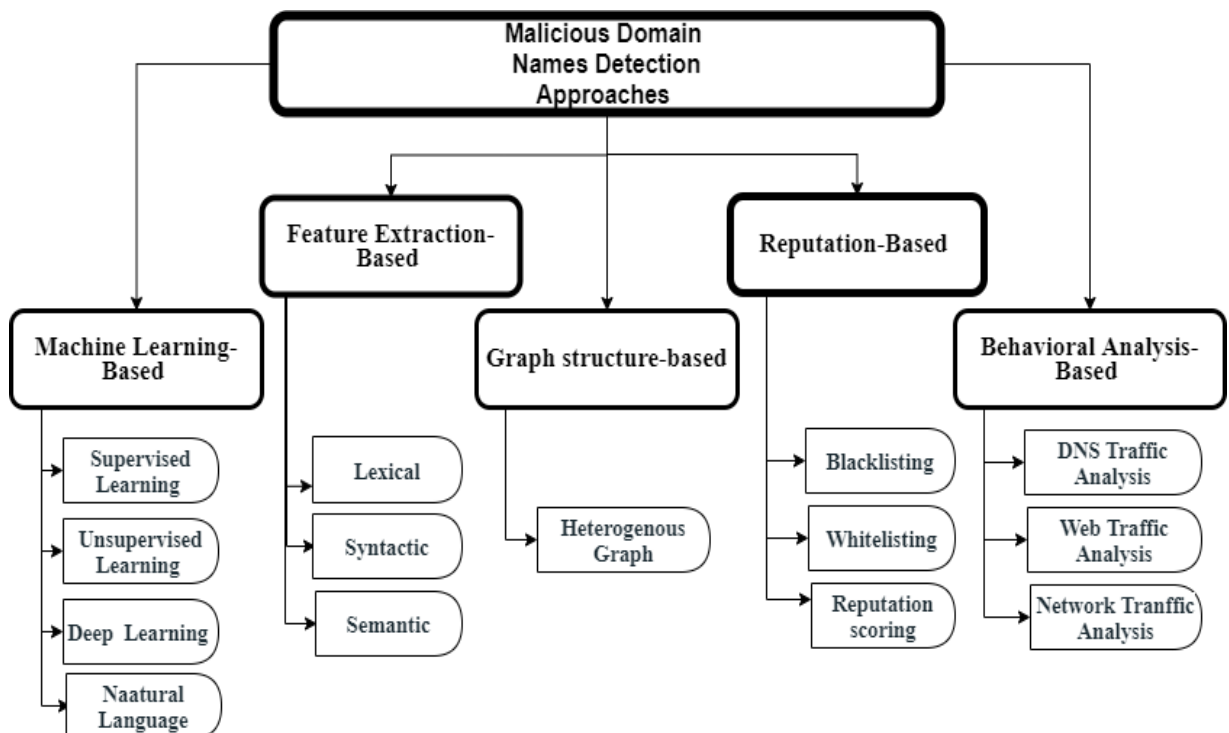 Malicious Domain
Names Detection
Approaches
Feature Extraction-
Based
Reputation-Based
Machine Learning-
Based
Graph structure-based
Behavioral Analysis-
Based
Supervised
Learning
Unsupervised
Learning
Deep Learning
Naatural
Language
Lexical
Syntactic
Semantic
Heterogenous
Graph
Blacklisting
Whitelisting
Reputation
scoring
DNS Traffic
Analysis
Web Traffic
Analysis
Network Tranffic
Analysis